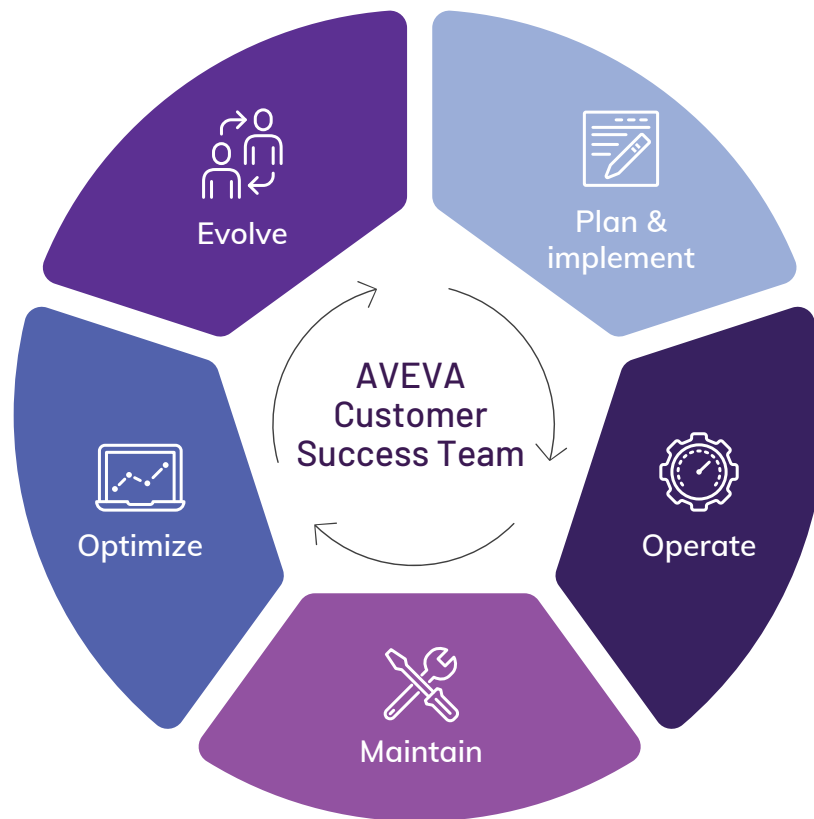 Evolve
Plan &
implement
AVEVA
Customer
Success Team
Optimize
Operate
Maintain